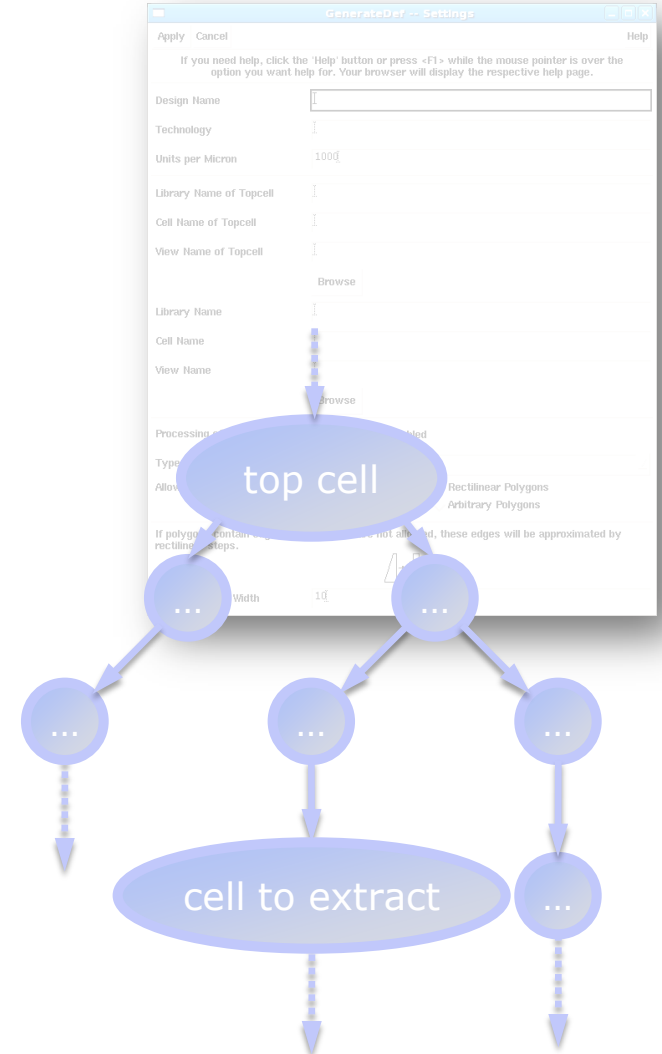 GenerateDef -- Settings
Apply Cancel Help
If you need help, click the 'Help' button or press <F1> while the mouse pointer is over the
option you want help for. Your browser will display the respective help page.
Design Name
Technology
Units per Micron 1000
Library Name of Topcell
Cell Name of Topcell
View Name of Topcell
Browse
Library Name
Cell Name
View Name
Browse
Processing
Type
top cell
Rectilinear Polygons
Arbitrary Polygons
If contain not these edges will be approximated by
steps.
Width 10
...
...
...
...
...
cell to extract
...